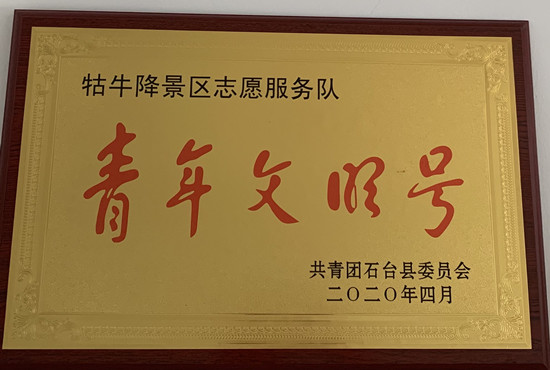 牯牛降景区志愿服务队
青年文明号
共青团石台县委员会
二〇二〇年四月